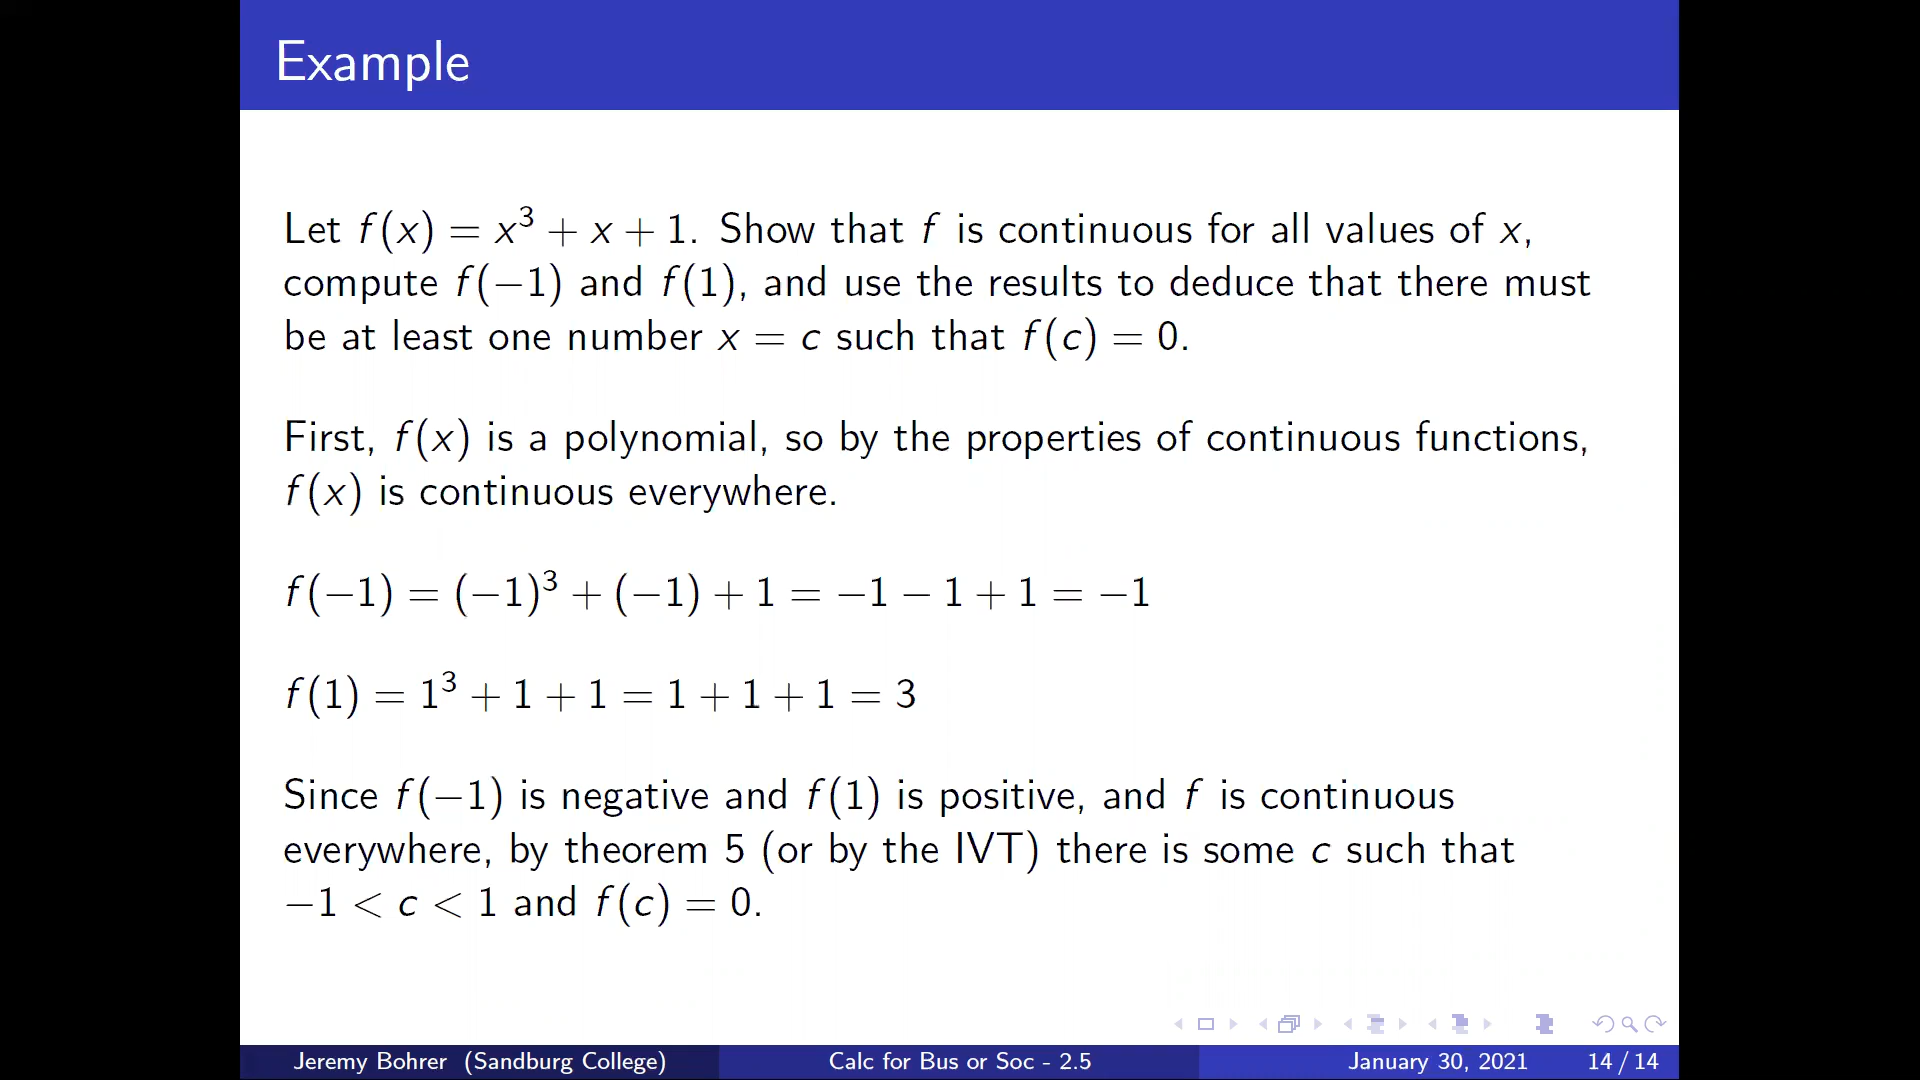 Example
Let f(x) = x³ + x + 1. Show that f is continuous for all values of x,
compute f(−1) and f(1), and use the results to deduce that there must
be at least one number x = c such that f(c) = 0.
First, f(x) is a polynomial, so by the properties of continuous functions,
f(x) is continuous everywhere.
f(−1) = (−1)³ + (−1) + 1 = −1 − 1 + 1 = −1
f(1) = 1³ + 1 + 1 = 1 + 1 + 1 = 3
Since f(−1) is negative and f(1) is positive, and f is continuous
everywhere, by theorem 5 (or by the IVT) there is some c such that
−1 < c < 1 and f(c) = 0.
Jeremy Bohrer (Sandburg College) Calc for Bus or Soc - 2.5 January 30, 2021 14 / 14